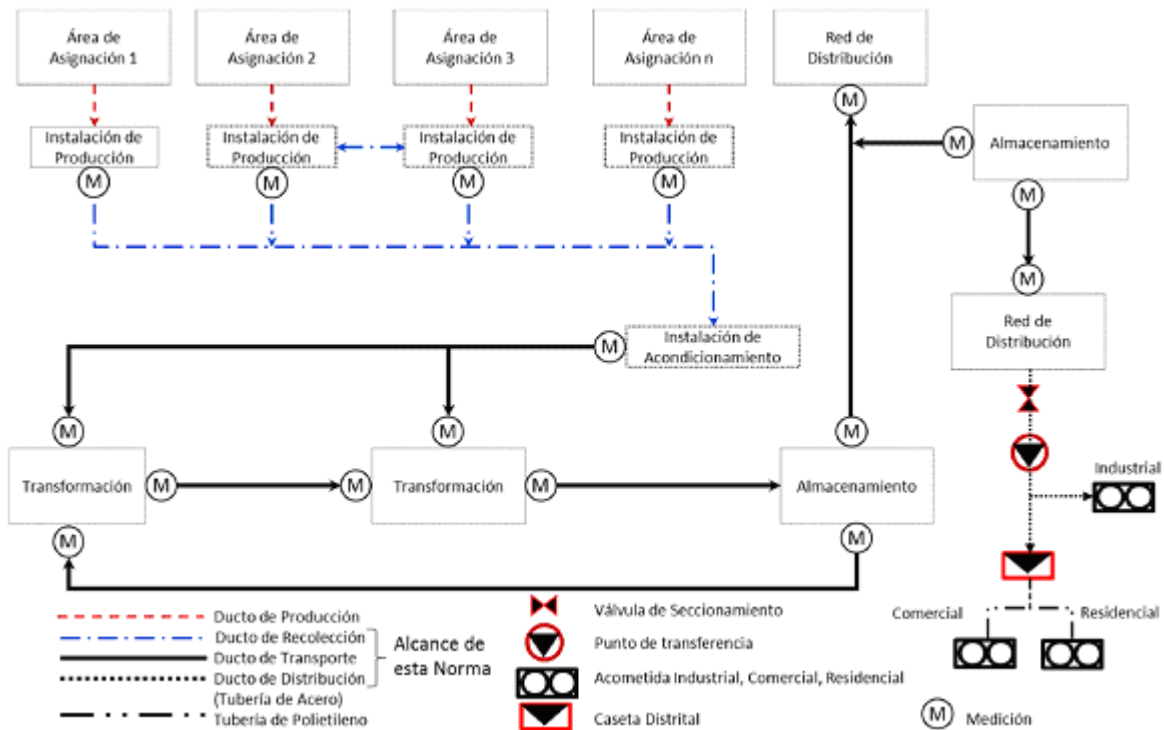 Área de
Asignación 1
Área de
Asignación 2
Área de
Asignación 3
Área de
Asignación n
Red de
Distribución
M
Instalación de
Producción
Instalación de
Producción
Instalación de
Producción
Instalación de
Producción
M
Almacenamiento
M
M
M
M
M
M
Red de
Distribución
M
Instalación de
Acondicionamiento
M
M
M
Transformación
M
M
Transformación
M
Almacenamiento
Industrial
M
M
Comercial
Residencial
Ducto de Producción
Ducto de Recolección
Ducto de Transporte
Ducto de Distribución
(Tubería de Acero)
Tubería de Polietileno
Alcance de
esta Norma
Válvula de Seccionamiento
Punto de transferencia
Acometida Industrial, Comercial, Residencial
Caseta Distrital
M
Medición